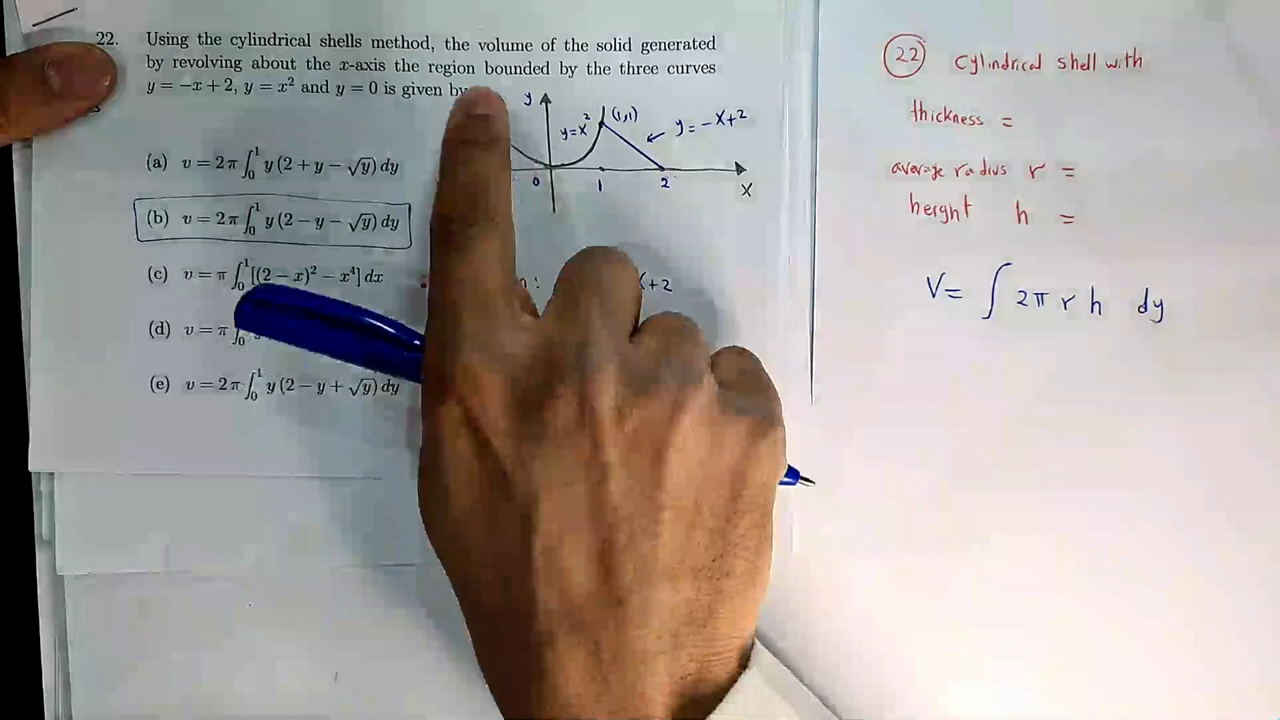 22. Using the cylindrical shells method, the volume of the solid generated
by revolving about the x-axis the region bounded by the three curves
y = −x + 2, y = x² and y = 0 is given by
y
y=x²
(1,1)
y=-x+2
0
1
2
x
(a) v = 2π ∫₀¹ y (2 + y − √y) dy
(b) v = 2π ∫₀¹ y (2 − y − √y) dy
(c) v = π ∫₀¹ [(2 − x)² − x⁴] dx
:
x+2
(d) v = π ∫₀
(e) v = 2π ∫₀¹ y (2 − y + √y) dy
22 Cylindrical shell with
thickness =
average radius r =
height h =
V= ∫ 2π r h dy